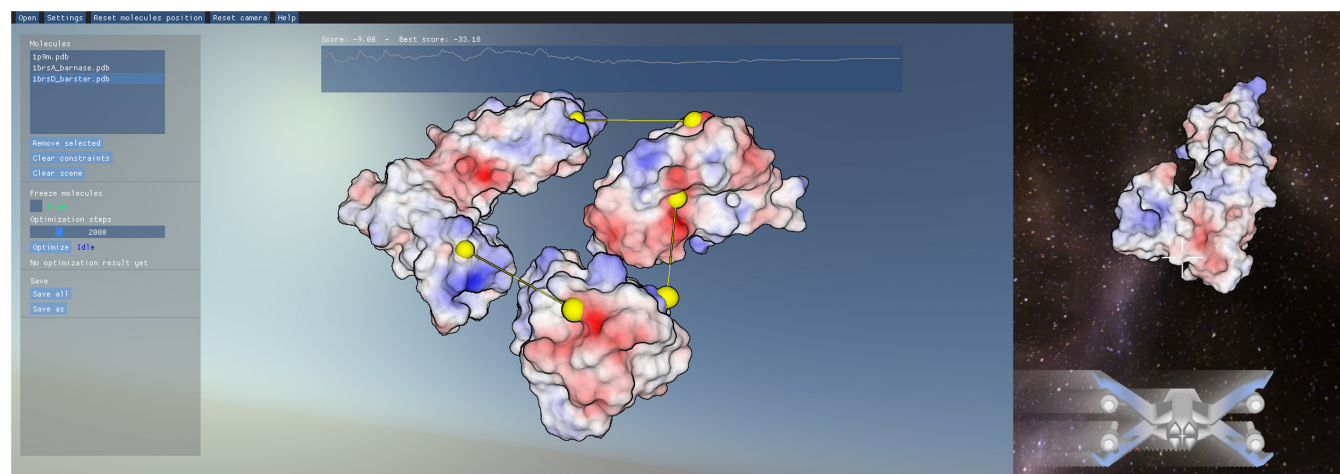 Open Settings Reset molecules position Reset camera Help
Molecules
1p9m.pdb
1brsA_barnase.pdb
1brsD_barstar.pdb
Remove selected
Clear constraints
Clear scene
Freeze molecules
Optimization steps
2000
Optimize Idle
No optimization result yet
Save
Save all
Save as
Score: -9.00 - Best score: -33.18